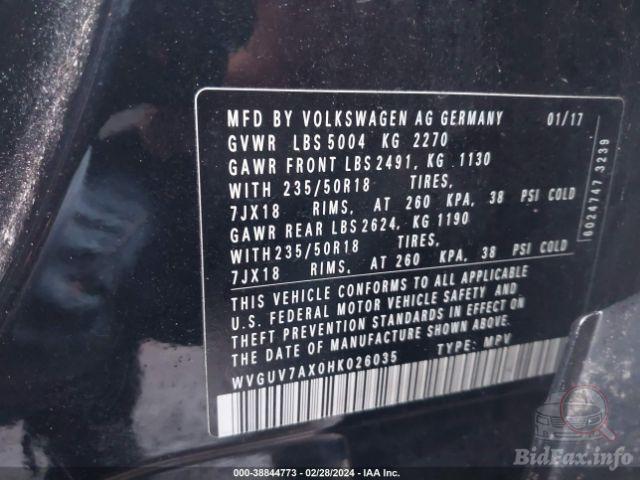 MFD BY VOLKSWAGEN AG GERMANY 01/17
GVWR LBS 5004 KG 2270
GAWR FRONT LBS 2491, KG 1130
WITH 235/50R18 TIRES,
7JX18 RIMS, AT 260 KPA, 38 PSI COLD
GAWR REAR LBS 2624, KG 1190
WITH 235/50R18 TIRES,
7JX18 RIMS, AT 260 KPA, 38 PSI COLD
THIS VEHICLE CONFORMS TO ALL APPLICABLE
U.S. FEDERAL MOTOR VEHICLE SAFETY AND
THEFT PREVENTION STANDARDS IN EFFECT ON
THE DATE OF MANUFACTURE SHOWN ABOVE.
WVGUV7AX0HK026035 TYPE: MPV
6024747 3239
BidFax.info
000-38844773 - 02/28/2024 - IAA Inc.